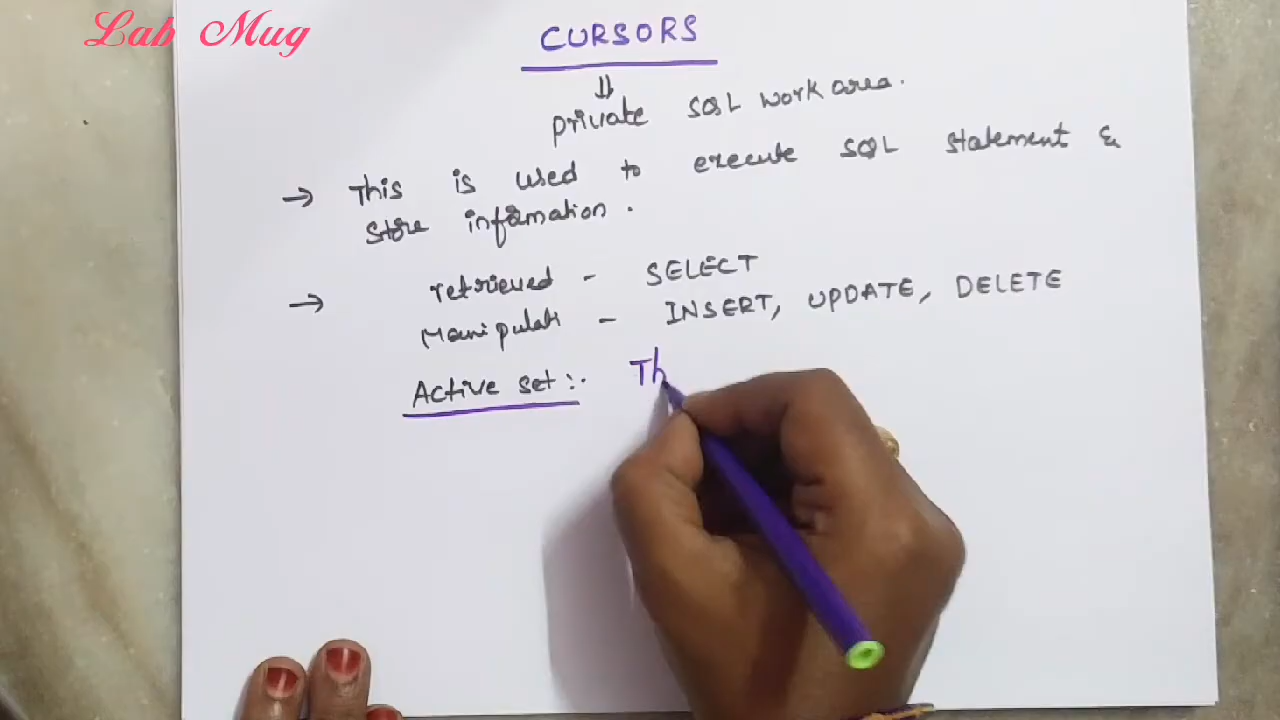 Lab Mug
CURSORS
⇓
private SQL work area.
→ This is used to execute SQL statement &
store information.
→ retrieved - SELECT
Manipulati - INSERT, UPDATE, DELETE
Active set :. Th